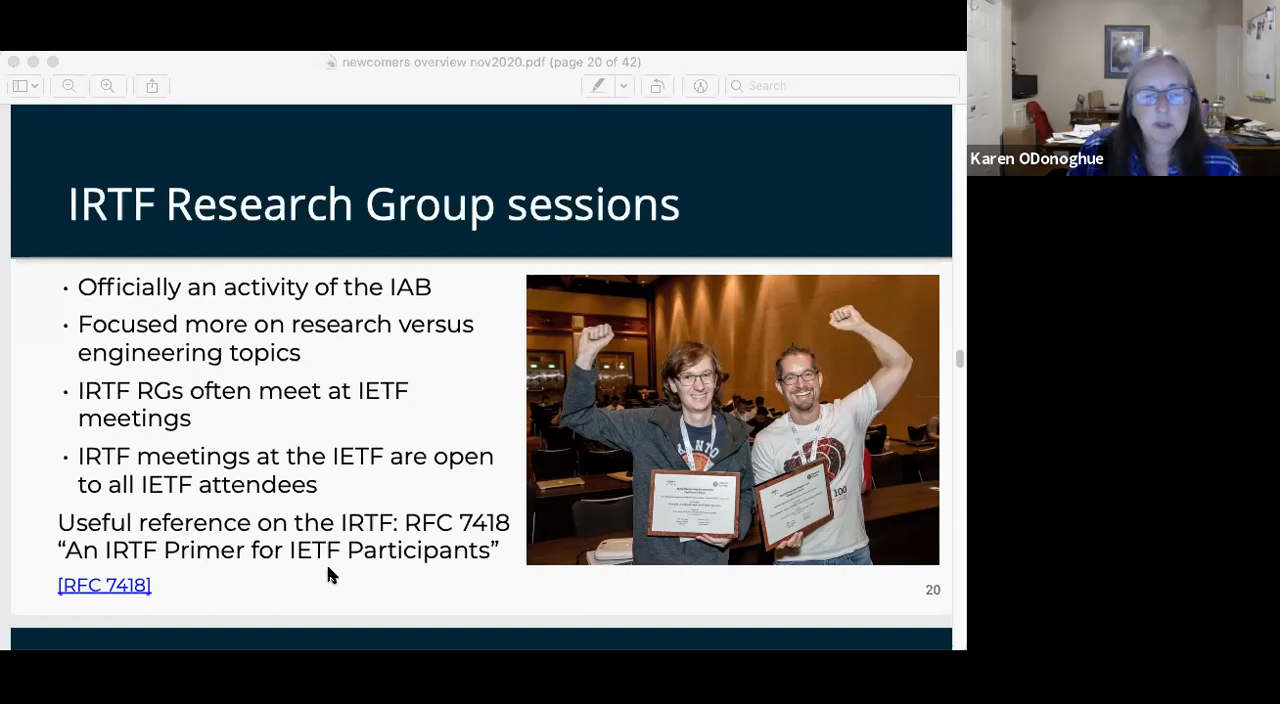 newcomers overview nov2020.pdf (page 20 of 42)
Search
IRTF Research Group sessions
• Officially an activity of the IAB
• Focused more on research versus
engineering topics
• IRTF RGs often meet at IETF
meetings
• IRTF meetings at the IETF are open
to all IETF attendees
Useful reference on the IRTF: RFC 7418
“An IRTF Primer for IETF Participants”
[RFC 7418]
100
20
Karen ODonoghue